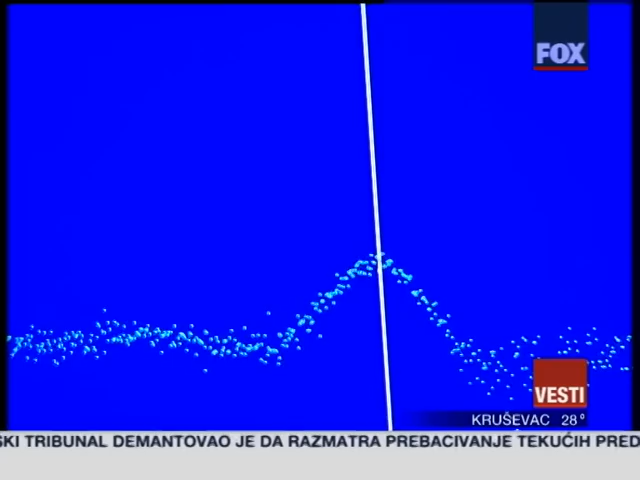 FOX
VESTI
KRUŠEVAC 28°
SKI TRIBUNAL DEMANTOVAO JE DA RAZMATRA PREBACIVANJE TEKUĆIH PRED